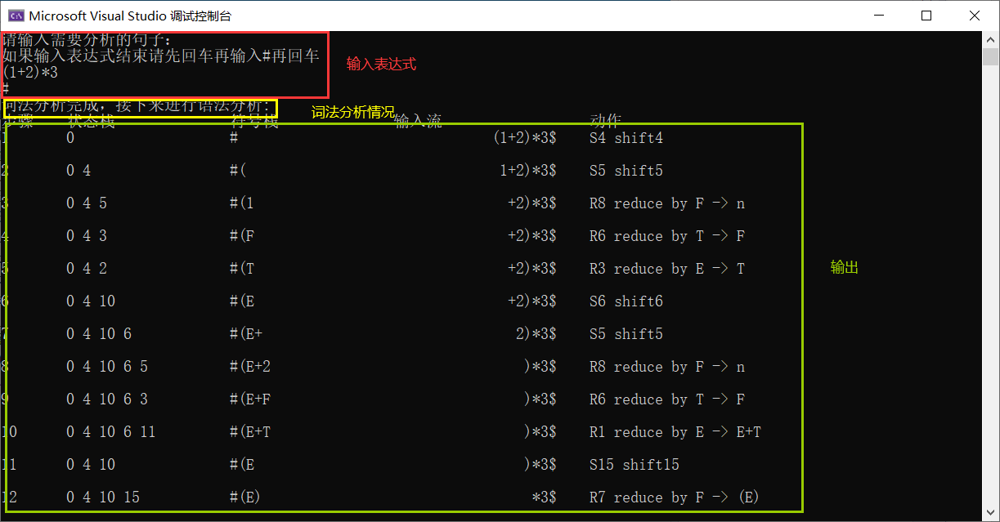 Microsoft Visual Studio 调试控制台
请输入需要分析的句子:
如果输入表达式结束请先回车再输入#再回车
输入表达式
(1+2)*3
#
词法分析完成，接下来进行语法分析:
词法分析情况
步骤 状态栈 符号栈 输入流 动作
1 0 # (1+2)*3$ S4 shift4
2 0 4 #( 1+2)*3$ S5 shift5
3 0 4 5 #(1 +2)*3$ R8 reduce by F -> n
4 0 4 3 #(F +2)*3$ R6 reduce by T -> F
5 0 4 2 #(T +2)*3$ R3 reduce by E -> T
输出
6 0 4 10 #(E +2)*3$ S6 shift6
7 0 4 10 6 #(E+ 2)*3$ S5 shift5
8 0 4 10 6 5 #(E+2 )*3$ R8 reduce by F -> n
9 0 4 10 6 3 #(E+F )*3$ R6 reduce by T -> F
10 0 4 10 6 11 #(E+T )*3$ R1 reduce by E -> E+T
11 0 4 10 #(E )*3$ S15 shift15
12 0 4 10 15 #(E) *3$ R7 reduce by F -> (E)